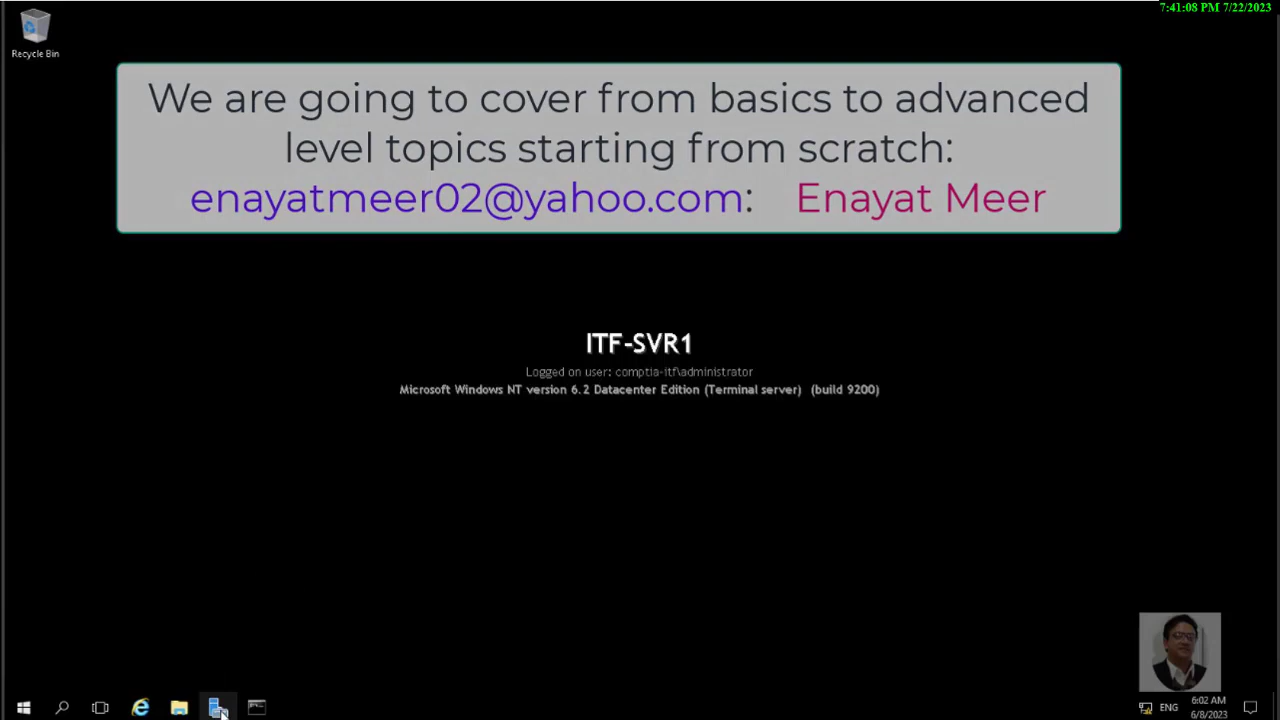 7:41:08 PM 7/22/2023
Recycle Bin
We are going to cover from basics to advanced
level topics starting from scratch:
enayatmeer02@yahoo.com: Enayat Meer
ITF-SVR1
Logged on user: comptia-itf\administrator
Microsoft Windows NT version 6.2 Datacenter Edition (Terminal server) (build 9200)
ENG
6:02 AM
6/8/2023